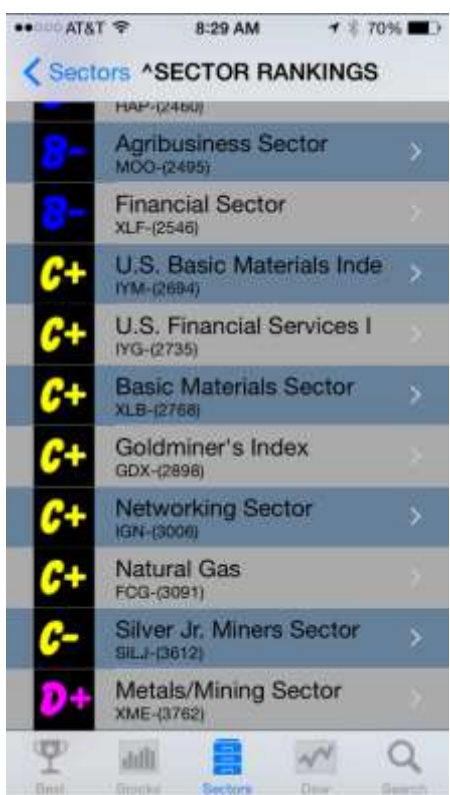 AT&T 8:29 AM 70%
Sectors ^SECTOR RANKINGS
HAP-(2460)
B- Agribusiness Sector
MOO-(2495)
B- Financial Sector
XLF-(2546)
C+ U.S. Basic Materials Inde
IYM-(2694)
C+ U.S. Financial Services I
IYG-(2735)
C+ Basic Materials Sector
XLB-(2768)
C+ Goldminer's Index
GDX-(2898)
C+ Networking Sector
IGN-(3006)
C+ Natural Gas
FCG-(3091)
C- Silver Jr. Miners Sector
SILJ-(3612)
D+ Metals/Mining Sector
XME-(3762)
Best Stocks Sectors Dow Search